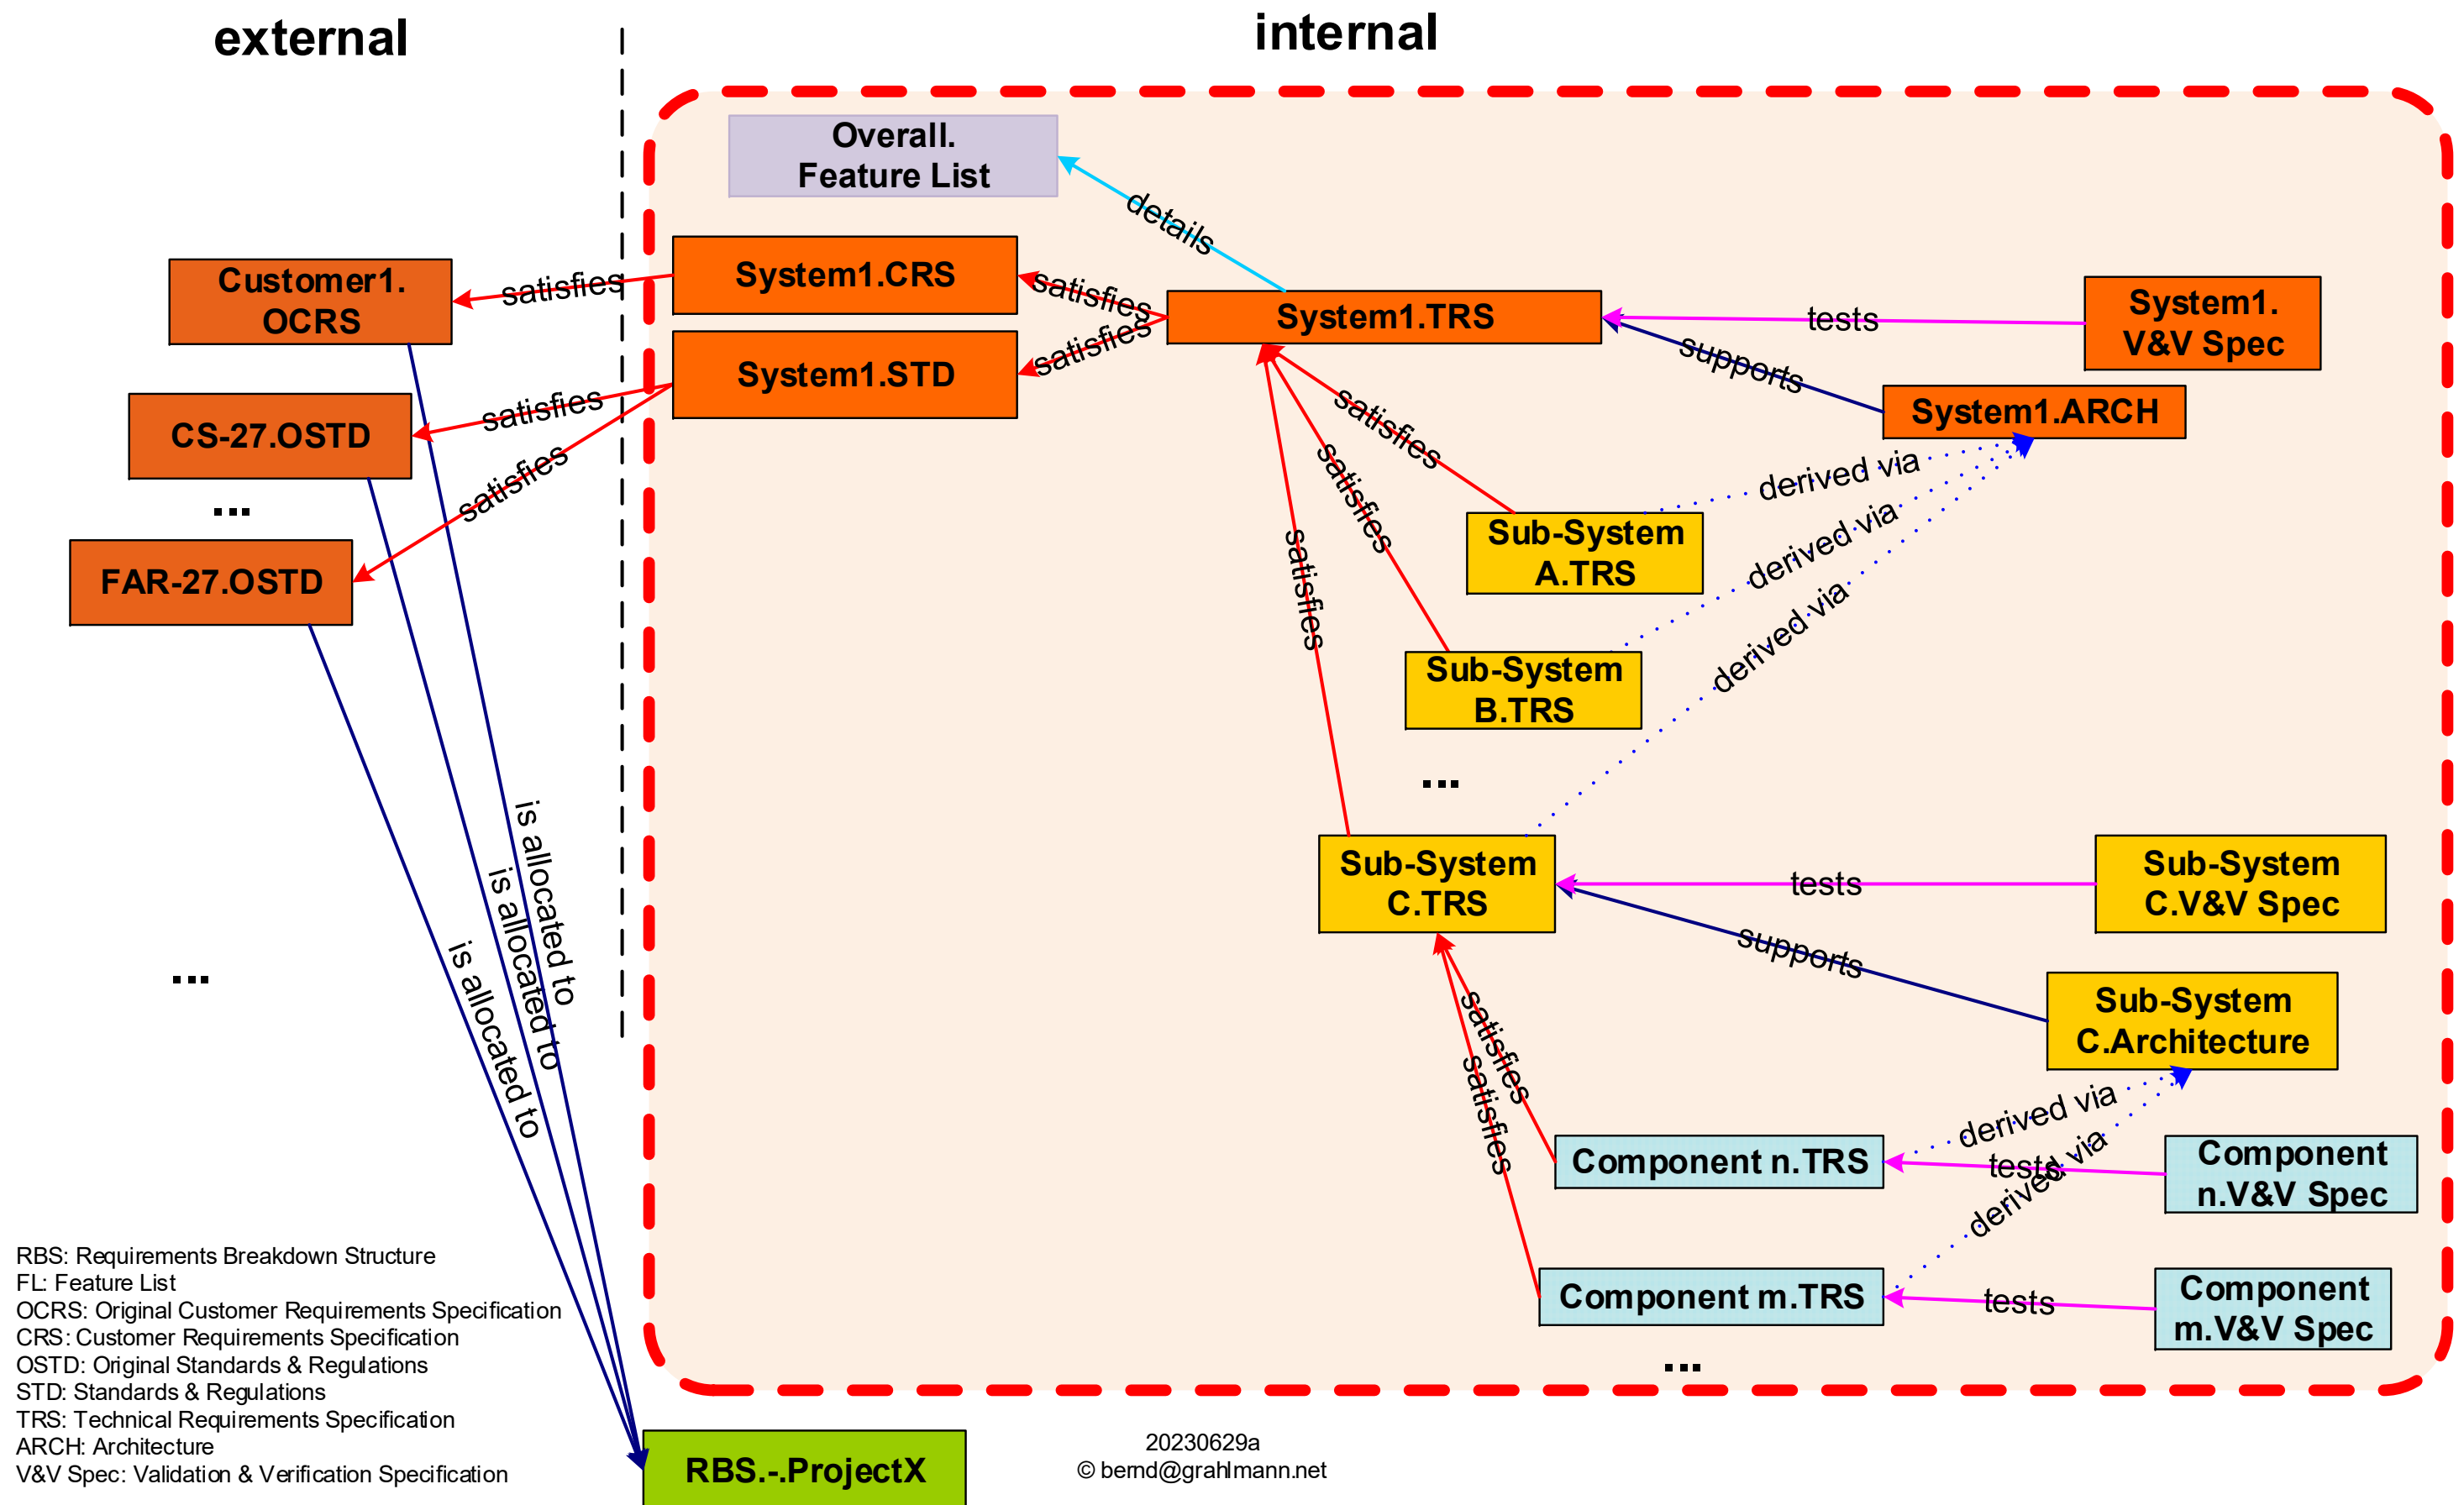 external
internal
Overall.
Feature List
details
Customer1.
OCRS
satisfies
System1.CRS
satisfies
System1.TRS
tests
System1.
V&V Spec
System1.STD
satisfies
supports
System1.ARCH
CS-27.OSTD
satisfies
...
satisfies
FAR-27.OSTD
satisfies
satisfies
satisfies
derived via
derived via
derived via
Sub-System
A.TRS
Sub-System
B.TRS
...
Sub-System
C.TRS
tests
Sub-System
C.V&V Spec
supports
Sub-System
C.Architecture
is allocated to
is allocated to
is allocated to
...
satisfies
satisfies
derived via
derived via
Component n.TRS
tests
Component
n.V&V Spec
Component m.TRS
tests
Component
m.V&V Spec
...
RBS: Requirements Breakdown Structure
FL: Feature List
OCRS: Original Customer Requirements Specification
CRS: Customer Requirements Specification
OSTD: Original Standards & Regulations
STD: Standards & Regulations
TRS: Technical Requirements Specification
ARCH: Architecture
V&V Spec: Validation & Verification Specification
RBS.-.ProjectX
20230629a
© bernd@grahlmann.net